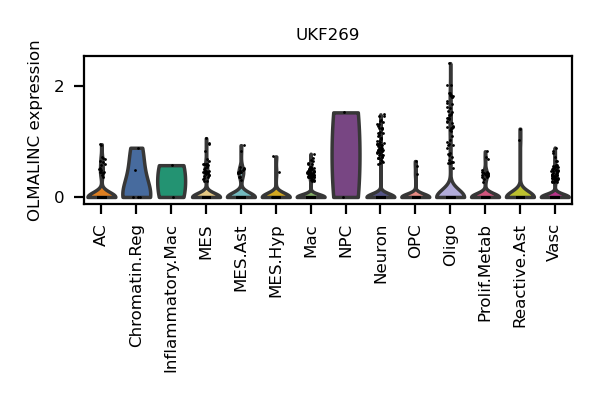 UKF269
OLMALINC expression
2
0
AC
Chromatin.Reg
Inflammatory.Mac
MES
MES.Ast
MES.Hyp
Mac
NPC
Neuron
OPC
Oligo
Prolif.Metab
Reactive.Ast
Vasc